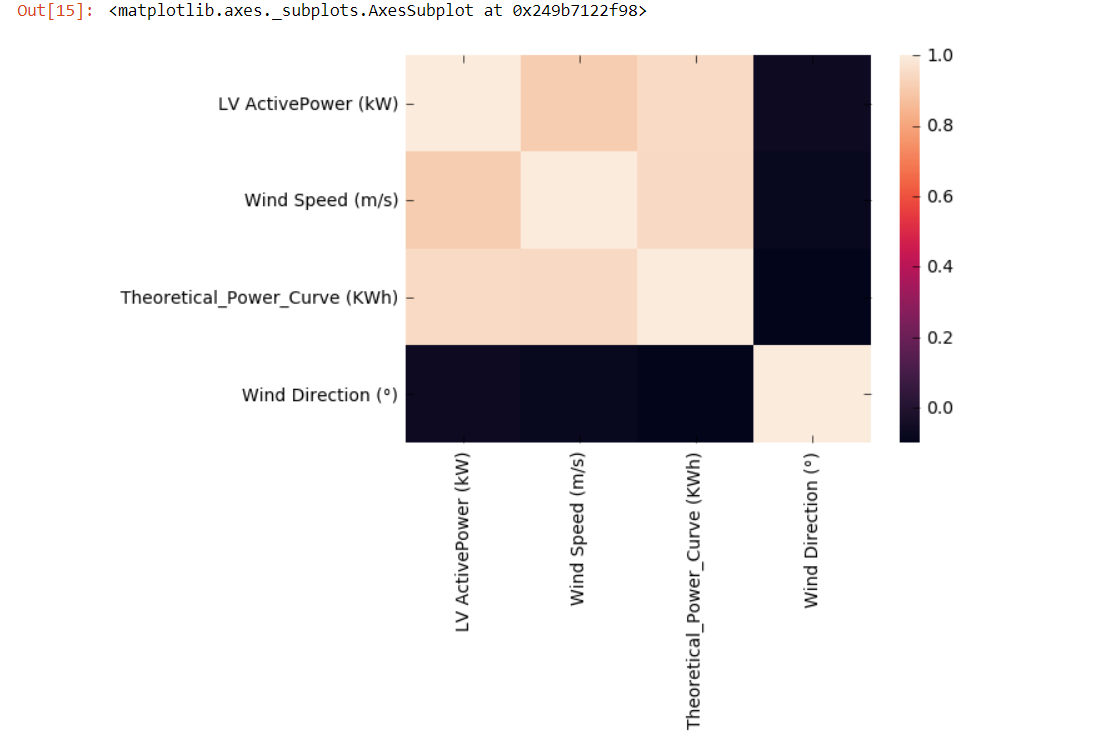 Out[15]: <matplotlib.axes._subplots.AxesSubplot at 0x249b7122f98>
LV ActivePower (kW)
Wind Speed (m/s)
Theoretical_Power_Curve (KWh)
Wind Direction (°)
LV ActivePower (kW)
Wind Speed (m/s)
Theoretical_Power_Curve (KWh)
Wind Direction (°)
1.0
0.8
0.6
0.4
0.2
0.0